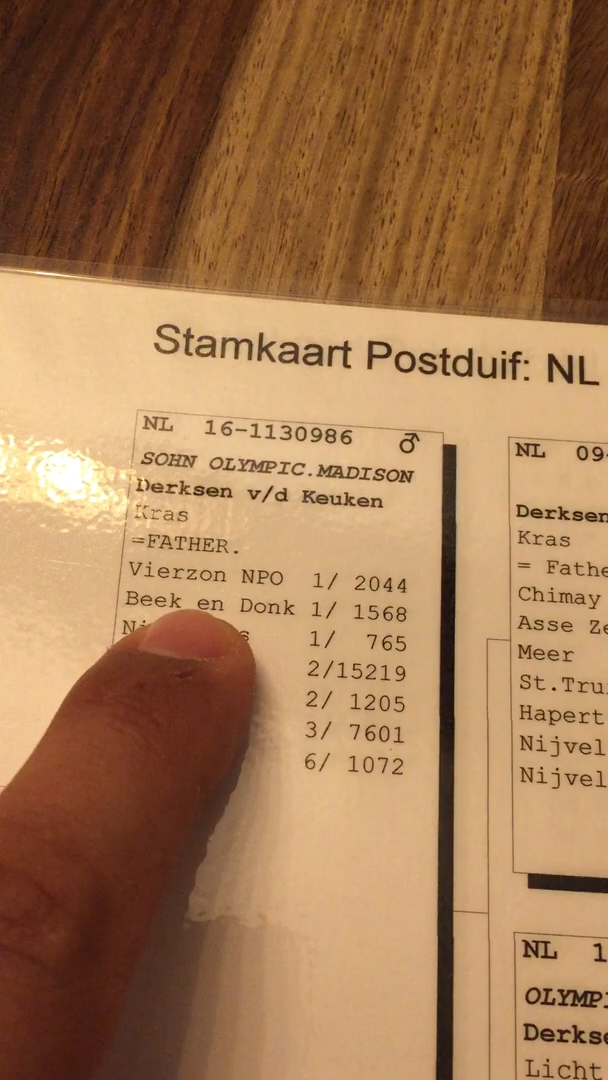 Stamkaart Postduif: NL
NL 16-1130986 ♂
SOHN OLYMPIC.MADISON
Derksen v/d Keuken
Kras
=FATHER.
Vierzon NPO 1/ 2044
Beek en Donk 1/ 1568
1/ 765
2/15219
2/ 1205
3/ 7601
6/ 1072
NL 09-
Derksen
Kras
= Fathe
Chimay
Asse Ze
Meer
St.Trui
Hapert
Nijvel
Nijvel
NL 1
OLYMPI
Derkse
Licht